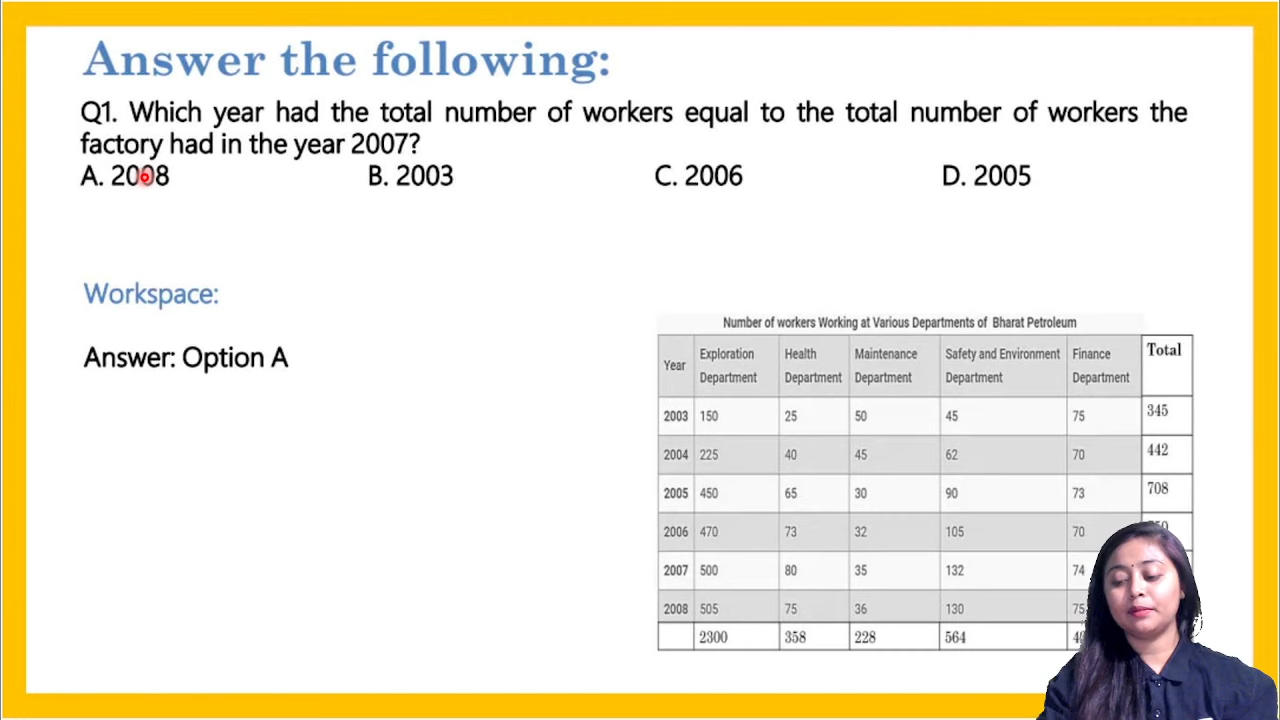 Answer the following:
Q1. Which year had the total number of workers equal to the total number of workers the
factory had in the year 2007?
A. 2008 B. 2003 C. 2006 D. 2005
Workspace:
Answer: Option A
Number of workers Working at Various Departments of Bharat Petroleum
Year Exploration Department Health Department Maintenance Department Safety and Environment Department Finance Department Total
2003 150 25 50 45 75 345
2004 225 40 45 62 70 442
2005 450 65 30 90 73 708
2006 470 73 32 105 70
2007 500 80 35 132 74
2008 505 75 36 130 75
2300 358 228 564